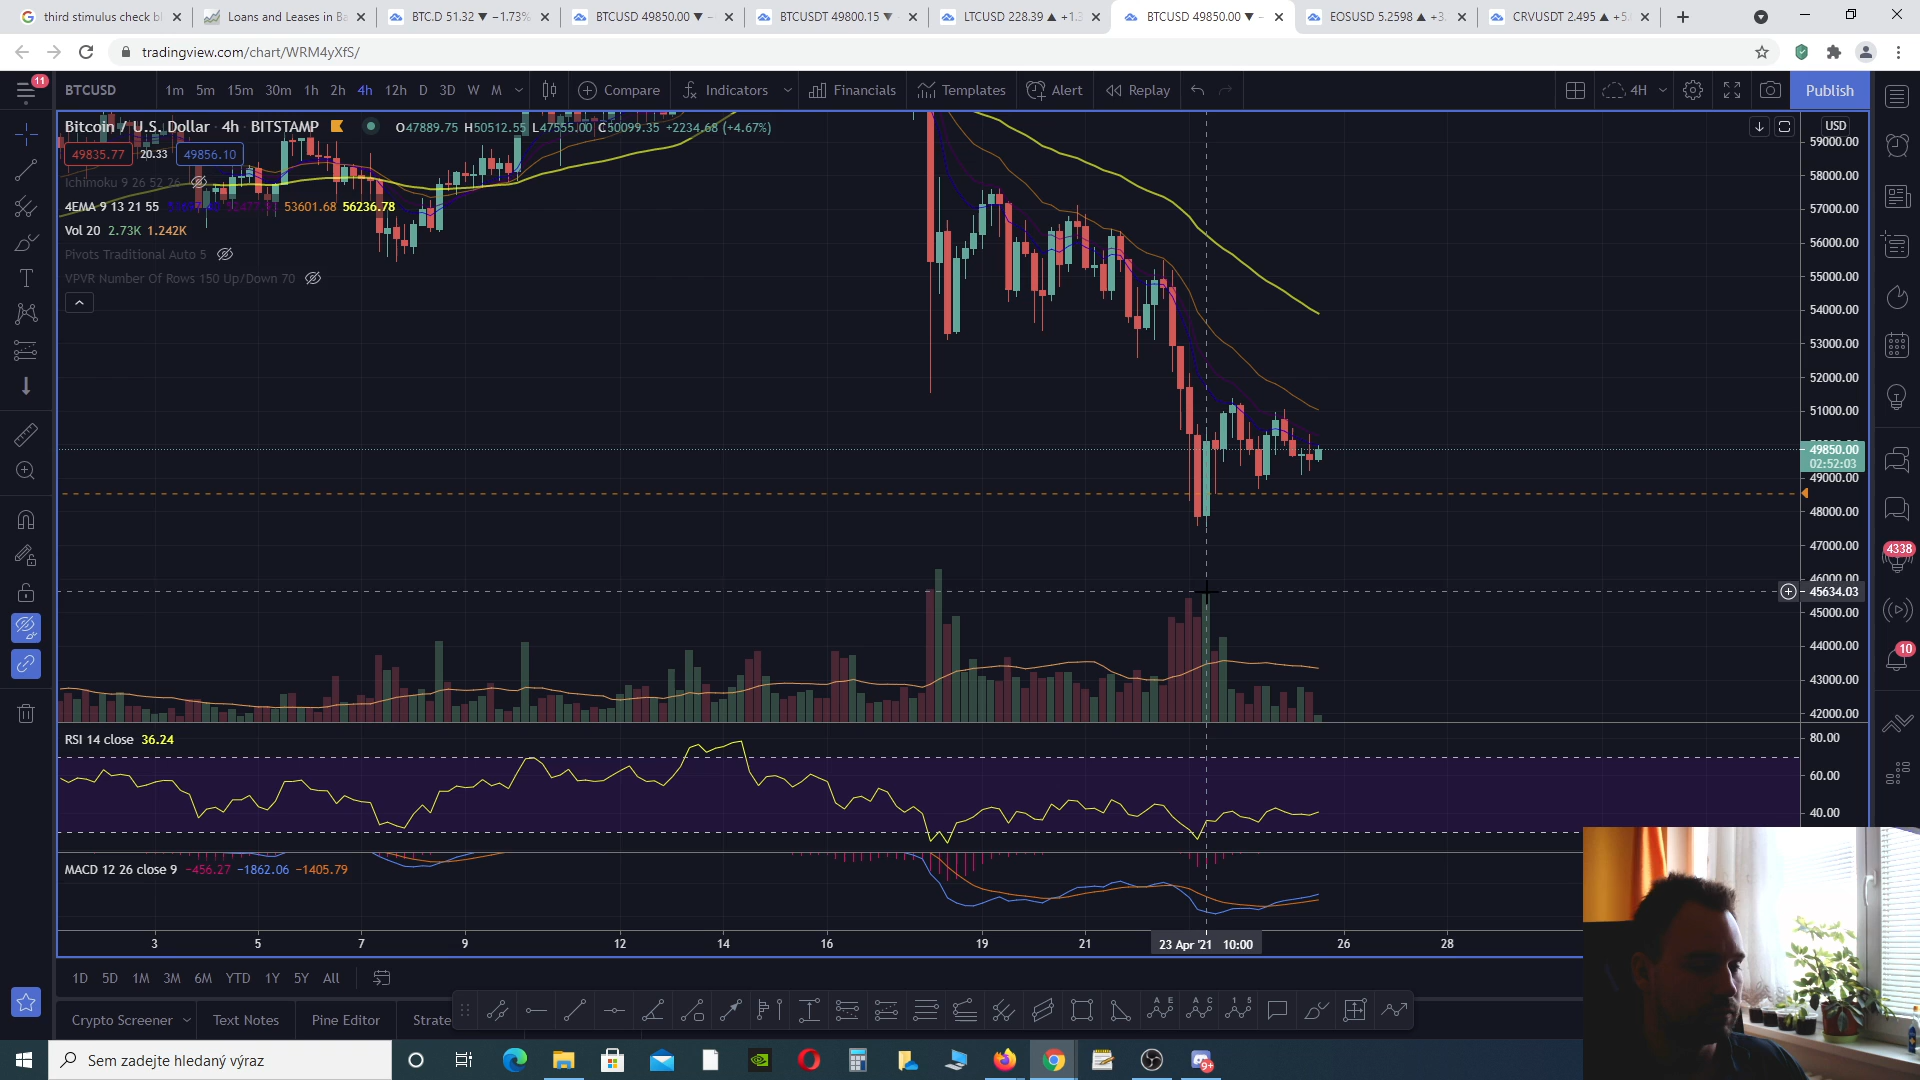 third stimulus check bl
Loans and Leases in Ba
BTC.D 51.32 ▼ −1.73%
BTCUSD 49850.00 ▼ −
BTCUSDT 49800.15 ▼
LTCUSD 228.39 ▲ +1.3
BTCUSD 49850.00 ▼ −
EOSUSD 5.2598 ▲ +3.
CRVUSDT 2.495 ▲ +5.
tradingview.com/chart/WRM4yXfS/
11
BTCUSD
1m 5m 15m 30m 1h 2h 4h 12h D 3D W M
Compare
Indicators
Financials
Templates
Alert
Replay
4H
Publish
Bitcoin / U.S. Dollar 4h BITSTAMP
O47889.75 H50512.55 L47555.00 C50099.35 +2234.68 (+4.67%)
USD
49835.77 20.33 49856.10
Ichimoku 9 26 52 26
4EMA 9 13 21 55 53601.68 56236.78
Vol 20 2.73K 1.242K
Pivots Traditional Auto 5
VPVR Number Of Rows 150 Up/Down 70
59000.00
58000.00
57000.00
56000.00
55000.00
54000.00
53000.00
52000.00
51000.00
49850.00
02:52:03
49000.00
48000.00
47000.00
46000.00
45634.03
45000.00
44000.00
43000.00
42000.00
4338
10
RSI 14 close 36.24
80.00
60.00
40.00
MACD 12 26 close 9 −456.27 −1862.06 −1405.79
3 5 7 9 12 14 16 19 21 23 Apr '21 10:00 26 28
1D 5D 1M 3M 6M YTD 1Y 5Y All
Crypto Screener
Text Notes
Pine Editor
Strate
Sem zadejte hledaný výraz
9+